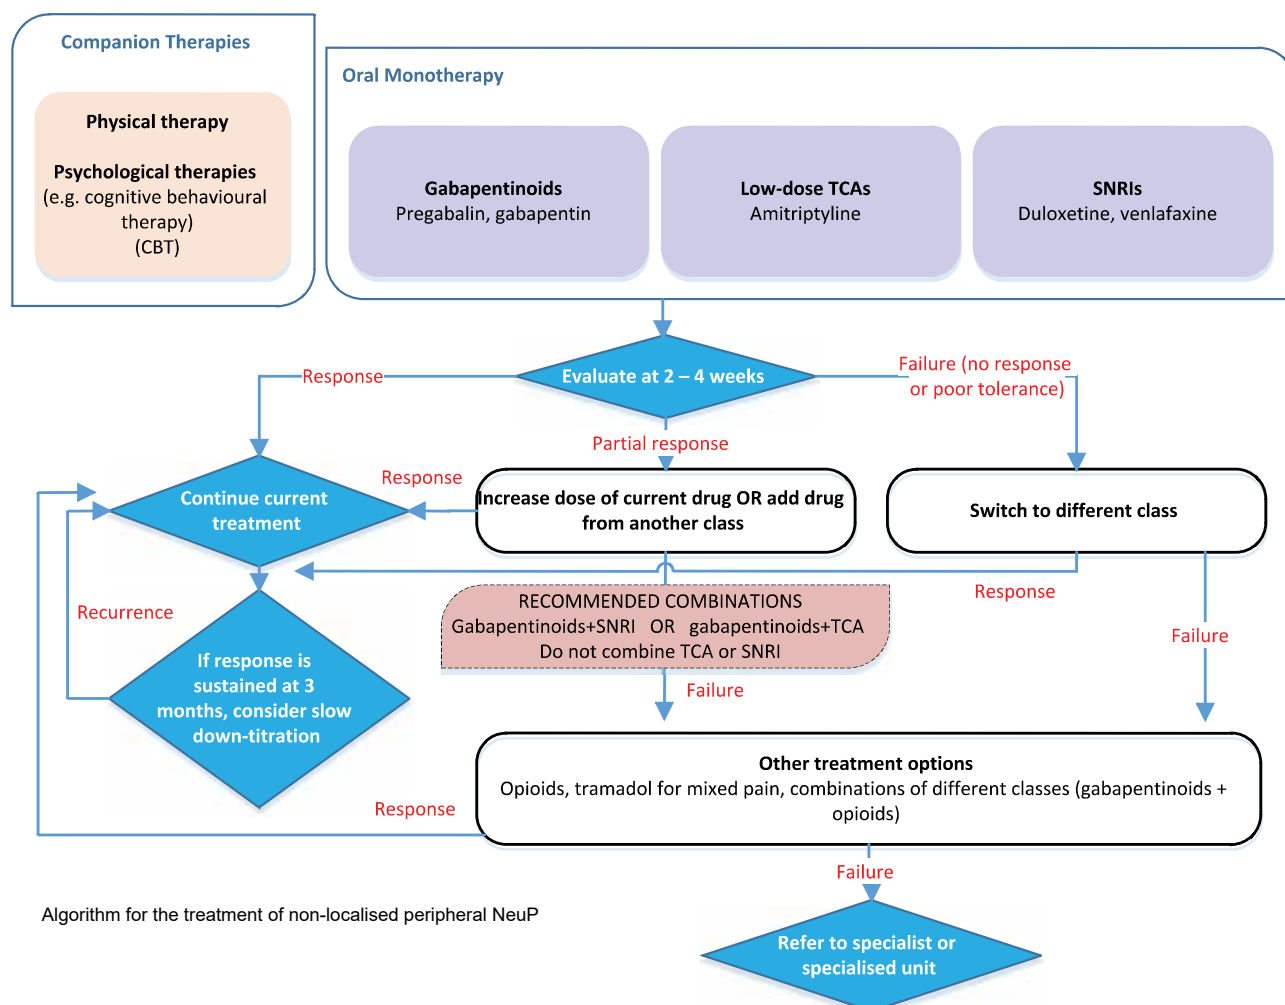 Companion Therapies
Physical therapy
Psychological therapies
(e.g. cognitive behavioural
therapy)
(CBT)
Oral Monotherapy
Gabapentinoids
Pregabalin, gabapentin
Low-dose TCAs
Amitriptyline
SNRIs
Duloxetine, venlafaxine
Evaluate at 2 – 4 weeks
Response
Failure (no response
or poor tolerance)
Partial response
Continue current
treatment
Response
Increase dose of current drug OR add drug
from another class
Switch to different class
Response
Recurrence
RECOMMENDED COMBINATIONS
Gabapentinoids+SNRI OR gabapentinoids+TCA
Do not combine TCA or SNRI
Failure
Failure
If response is
sustained at 3
months, consider slow
down-titration
Other treatment options
Opioids, tramadol for mixed pain, combinations of different classes (gabapentinoids +
opioids)
Response
Failure
Algorithm for the treatment of non-localised peripheral NeuP
Refer to specialist or
specialised unit